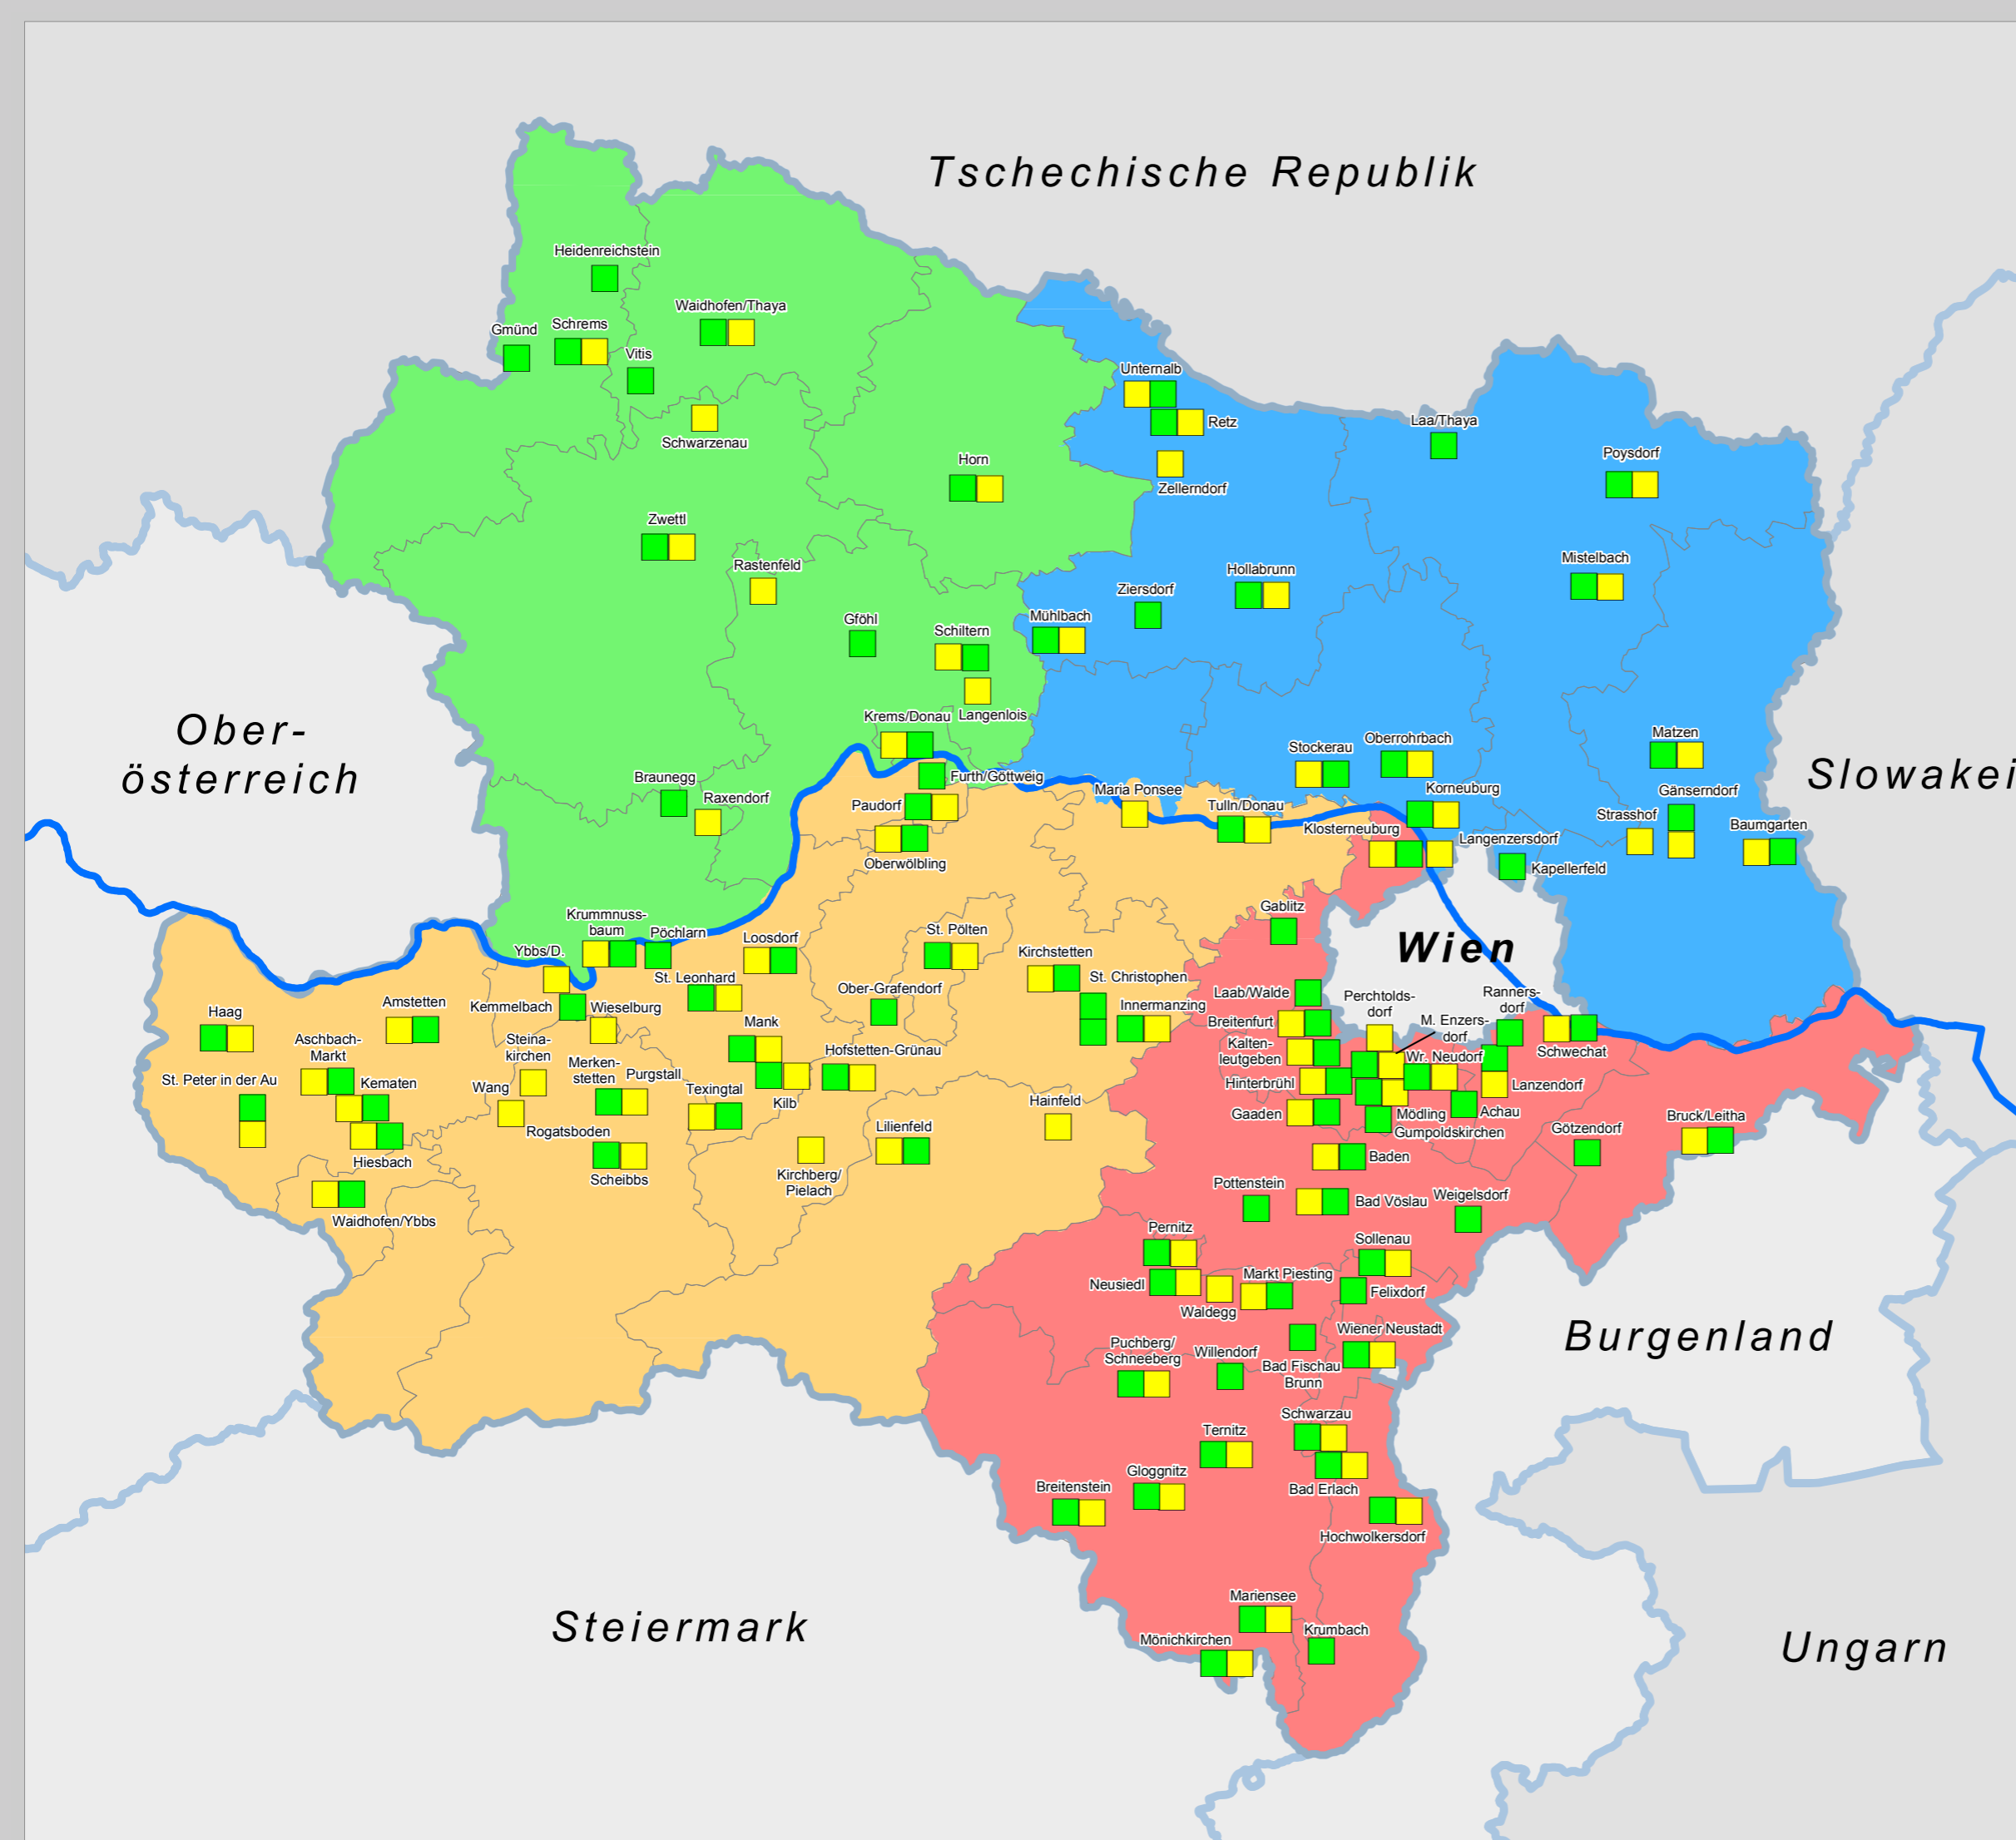 Tschechische Republik
Heidenreichstein
Waidhofen/Thaya
Gmünd
Schrems
Vitis
Unternalb
Retz
Laa/Thaya
Schwarzenau
Poysdorf
Horn
Zellerndorf
Zwettl
Rastenfeld
Mistelbach
Hollabrunn
Ziersdorf
Gföhl
Schiltern
Mühlbach
Ober-
österreich
Krems/Donau
Langenlois
Stockerau
Oberrohrbach
Matzen
Slowakei
Braunegg
Raxendorf
Furth/Göttweig
Paudorf
Maria Ponsee
Tulln/Donau
Korneuburg
Gänserndorf
Strasshof
Baumgarten
Klosterneuburg
Langenzersdorf
Oberwölbling
Kapellerfeld
Gablitz
Krummnuss-
baum
Pöchlarn
Loosdorf
St. Pölten
Wien
Ybbs/D.
Kirchstetten
St. Leonhard
St. Christophen
Ober-Grafendorf
Laab/Walde
Perchtolds-
dorf
Ranners-
dorf
Kemmelbach
Wieselburg
Innermanzing
Haag
Amstetten
Mank
Breitenfurt
M. Enzers-
dorf
Aschbach-
Markt
Steina-
kirchen
Kalten-
leutgeben
Schwechat
Hofstetten-Grünau
Wr. Neudorf
Merken-
stetten
Purgstall
St. Peter in der Au
Kematen
Wang
Texingtal
Hinterbrühl
Lanzendorf
Kilb
Hainfeld
Gaaden
Mödling
Achau
Bruck/Leitha
Rogatsboden
Lilienfeld
Gumpoldskirchen
Götzendorf
Hiesbach
Baden
Scheibbs
Kirchberg/
Pielach
Pottenstein
Bad Vöslau
Weigelsdorf
Waidhofen/Ybbs
Pernitz
Sollenau
Neusiedl
Markt Piesting
Felixdorf
Waldegg
Wiener Neustadt
Burgenland
Puchberg/
Schneeberg
Willendorf
Bad Fischau
Brunn
Schwarzau
Ternitz
Gloggnitz
Breitenstein
Bad Erlach
Hochwolkersdorf
Mariensee
Steiermark
Krumbach
Mönichkirchen
Ungarn